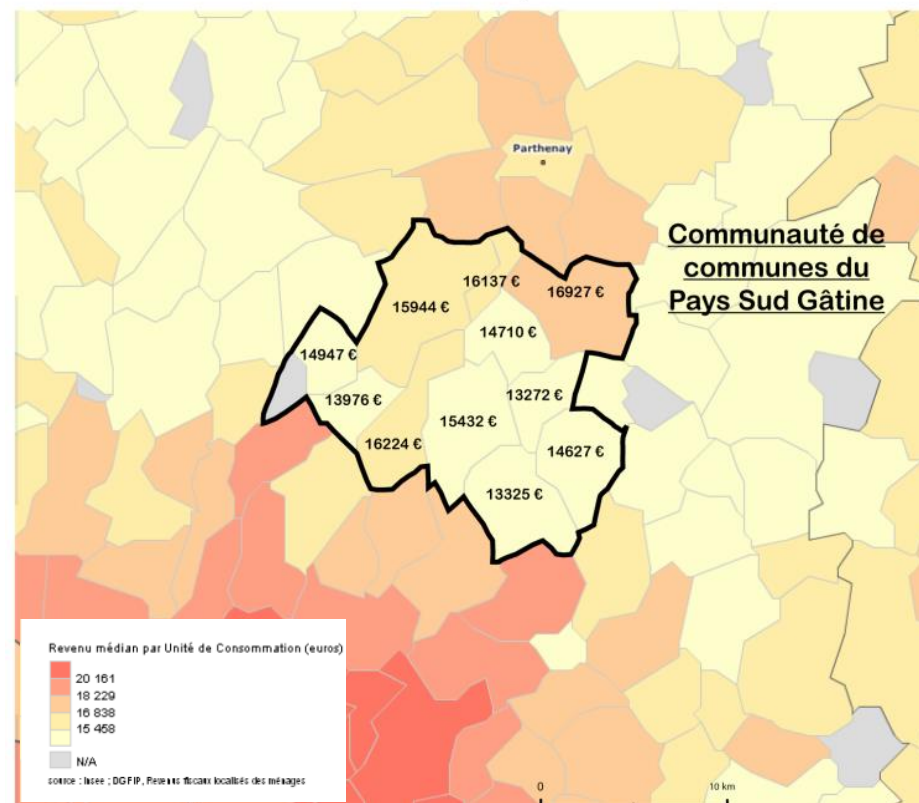 Parthenay
Communauté de
communes du
Pays Sud Gâtine
16137 €
16927 €
15944 €
14710 €
14947 €
13976 €
13272 €
15432 €
16224 €
14627 €
13325 €
Revenu médian par Unité de Consommation (euros)
20 161
18 229
16 838
15 458
N/A
source : Insee ; DGFIP, Revenus fiscaux localisés des ménages
0
10 km